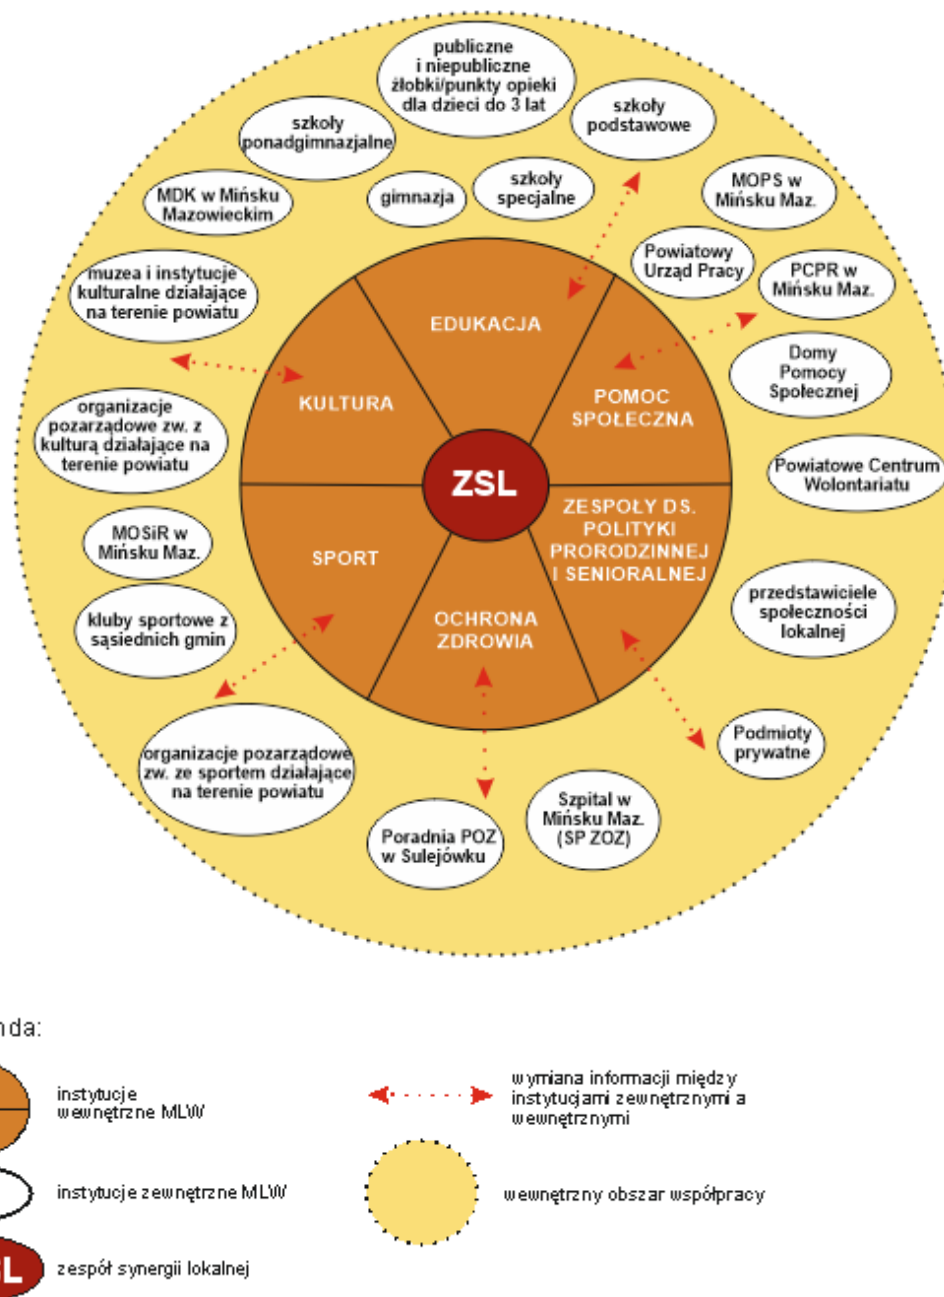 publiczne
i niepubliczne
żłobki/punkty opieki
dla dzieci do 3 lat
szkoły
podstawowe
szkoły
ponadgimnazjalne
MDK w Mińsku
Mazowieckim
gimnazja
szkoły
specjalne
MOPS w
Mińsku Maz.
Powiatowy
Urząd Pracy
PCPR w
Mińsku Maz.
muzea i instytucje
kulturalne działające
na terenie powiatu
EDUKACJA
KULTURA
POMOC
SPOŁECZNA
Domy
Pomocy
Społecznej
organizacje
pozarządowe zw. z
kulturą działające na
terenie powiatu
ZSL
Powiatowe Centrum
Wolontariatu
MOSiR w
Mińsku Maz.
SPORT
ZESPOŁY DS.
POLITYKI
PRORODZINNEJ
I SENIORALNEJ
kluby sportowe z
sąsiednich gmin
OCHRONA
ZDROWIA
przedstawiciele
społeczności
lokalnej
organizacje pozarządowe
zw. ze sportem działające
na terenie powiatu
Podmioty
prywatne
Poradnia POZ
w Sulejówku
Szpital w
Mińsku Maz.
(SP ZOZ)
nda:
instytucje
wewnętrzne MLW
wymiana informacji między
instytucjami zewnętrznymi a
wewnętrznymi
instytucje zewnętrzne MLW
wewnętrzny obszar współpracy
SL
zespół synergii lokalnej